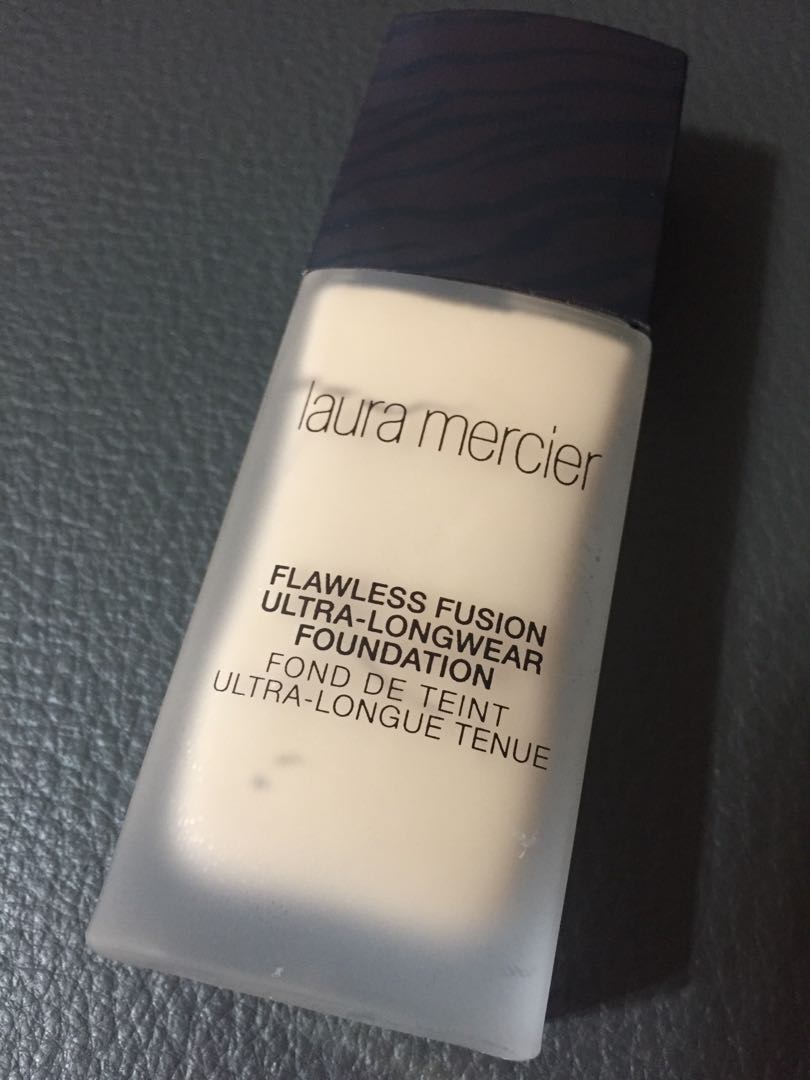 laura mercier
FLAWLESS FUSION
ULTRA-LONGWEAR
FOUNDATION
FOND DE TEINT
ULTRA-LONGUE TENUE